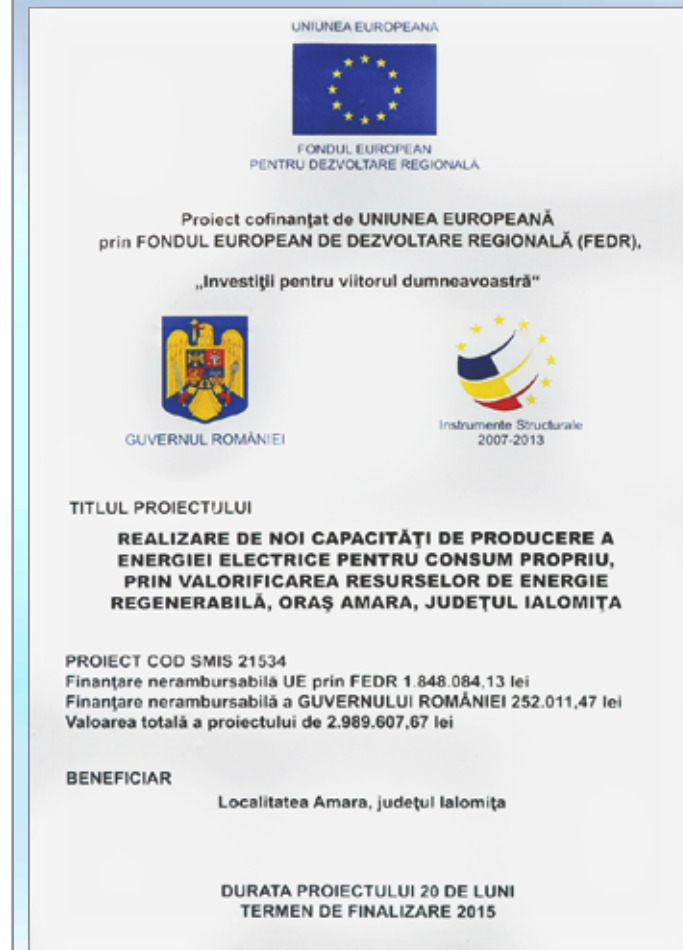 UNIUNEA EUROPEANĂ
FONDUL EUROPEAN
PENTRU DEZVOLTARE REGIONALĂ
Proiect cofinanţat de UNIUNEA EUROPEANĂ
prin FONDUL EUROPEAN DE DEZVOLTARE REGIONALĂ (FEDR),
„Investiţii pentru viitorul dumneavoastră“
GUVERNUL ROMÂNIEI
Instrumente Structurale
2007-2013
TITLUL PROIECTULUI
REALIZARE DE NOI CAPACITĂŢI DE PRODUCERE A
ENERGIEI ELECTRICE PENTRU CONSUM PROPRIU,
PRIN VALORIFICAREA RESURSELOR DE ENERGIE
REGENERABILĂ, ORAŞ AMARA, JUDEŢUL IALOMIŢA
PROIECT COD SMIS 21534
Finanţare nerambursabilă UE prin FEDR 1.848.084,13 lei
Finanţare nerambursabilă a GUVERNULUI ROMÂNIEI 252.011,47 lei
Valoarea totală a proiectului de 2.989.607,67 lei
BENEFICIAR
Localitatea Amara, judeţul Ialomiţa
DURATA PROIECTULUI 20 DE LUNI
TERMEN DE FINALIZARE 2015